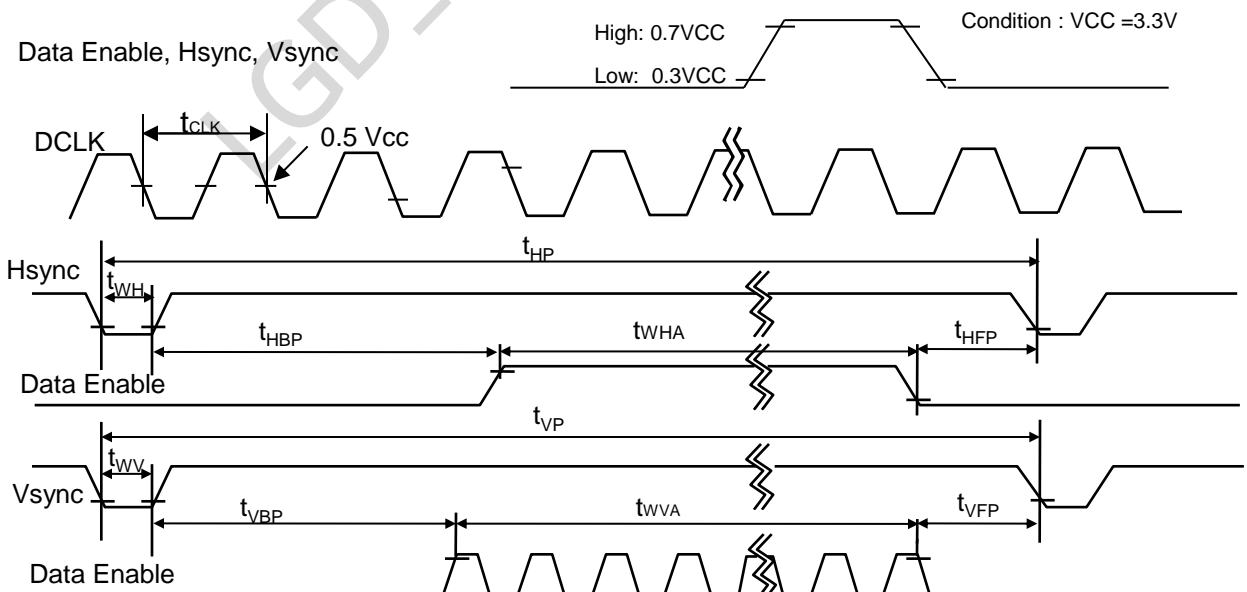 High: 0.7VCC
Condition : VCC =3.3V
Data Enable, Hsync, Vsync
Low: 0.3VCC
LGD_
DCLK
tCLK
0.5 Vcc
tHP
Hsync
tWH
tHBP
tWHA
tHFP
Data Enable
tVP
tWV
Vsync
tVBP
tWVA
tVFP
Data Enable